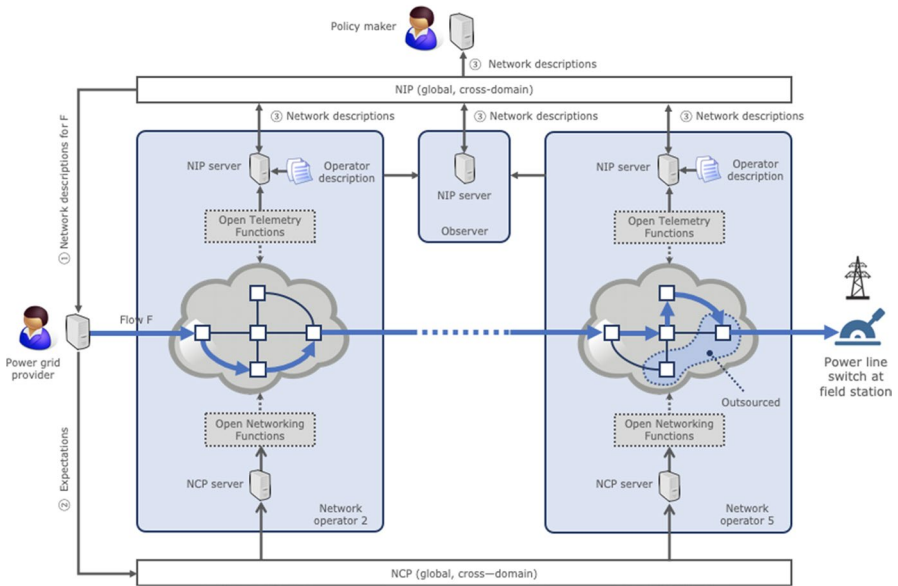 Policy maker
③ Network descriptions
NIP (global, cross-domain)
③ Network descriptions
③ Network descriptions
③ Network descriptions
① Network descriptions for F
NIP server
Operator
description
NIP server
Observer
NIP server
Operator
description
Open Telemetry
Functions
Open Telemetry
Functions
Flow F
Power grid
provider
Power line
switch at
field station
Outsourced
Open Networking
Functions
Open Networking
Functions
② Expectations
NCP server
NCP server
Network
operator 2
Network
operator 5
NCP (global, cross—domain)